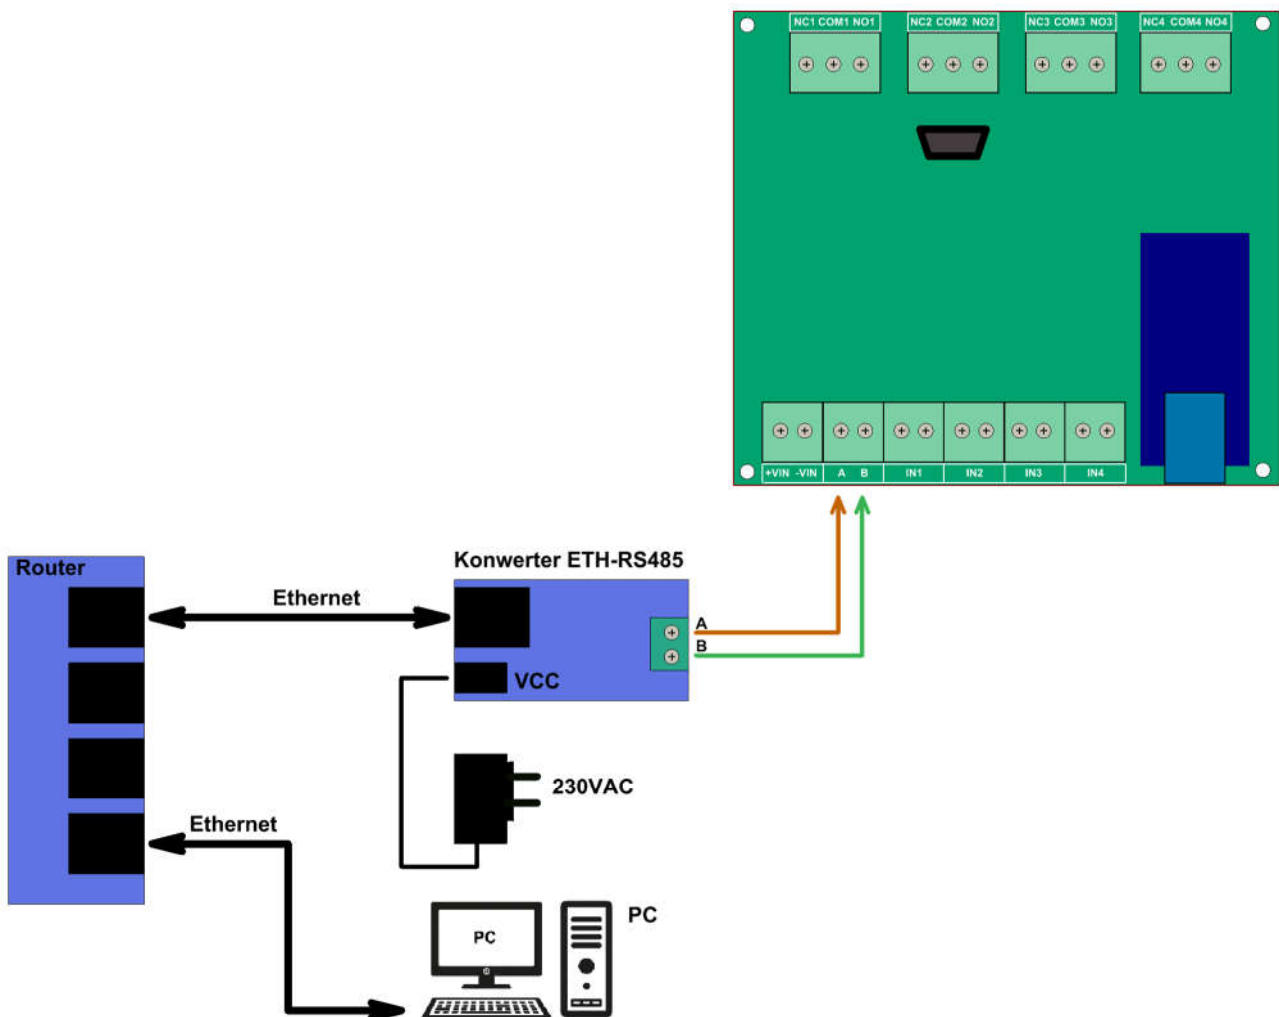 NC1 COM1 NO1
NC2 COM2 NO2
NC3 COM3 NO3
NC4 COM4 NO4
+VIN -VIN
A B
IN1
IN2
IN3
IN4
Router
Ethernet
Konwerter ETH-RS485
A
B
VCC
230VAC
Ethernet
PC
PC